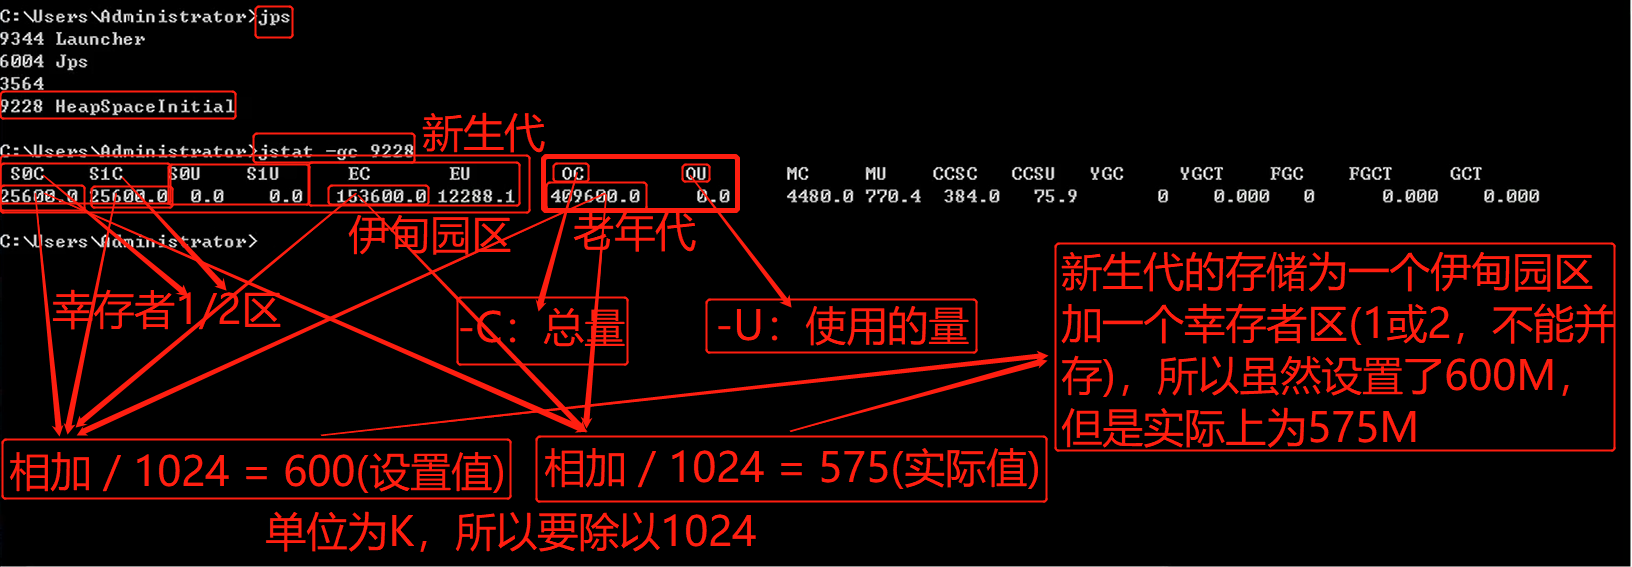 C:\Users\Administrator>jps
9344 Launcher
6004 Jps
3564
9228 HeapSpaceInitial
新生代
C:\Users\Administrator>jstat -gc 9228
S0C S1C S0U S1U EC EU OC OU MC MU CCSC CCSU YGC YGCT FGC FGCT GCT
25600.0 25600.0 0.0 0.0 153600.0 12288.1 409600.0 0.0 4480.0 770.4 384.0 75.9 0 0.000 0 0.000 0.000
伊甸园区
老年代
C:\Users\Administrator>
幸存者1/2区
-C：总量
-U：使用的量
新生代的存储为一个伊甸园区
加一个幸存者区(1或2，不能并
存)，所以虽然设置了600M，
但是实际上为575M
相加 / 1024 = 600(设置值)
相加 / 1024 = 575(实际值)
单位为K，所以要除以1024